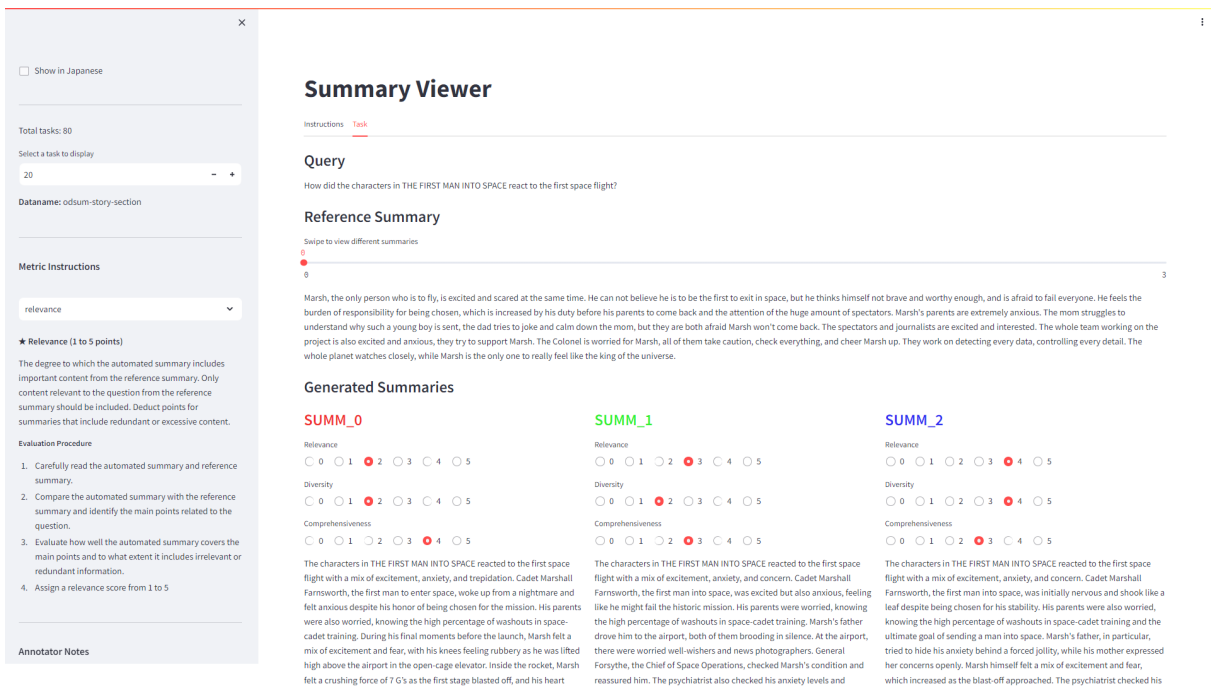 Show in Japanese
Total tasks: 80
Select a task to display
20
Dataname: odsum-story-section
Metric Instructions
relevance
★ Relevance (1 to 5 points)
The degree to which the automated summary includes
important content from the reference summary. Only
content relevant to the question from the reference
summary should be included. Deduct points for
summaries that include redundant or excessive content.
Evaluation Procedure
1. Carefully read the automated summary and reference
summary.
2. Compare the automated summary with the reference
summary and identify the main points related to the
question.
3. Evaluate how well the automated summary covers the
main points and to what extent it includes irrelevant or
redundant information.
4. Assign a relevance score from 1 to 5
Annotator Notes
Summary Viewer
Instructions Task
Query
How did the characters in THE FIRST MAN INTO SPACE react to the first space flight?
Reference Summary
Swipe to view different summaries
0
0 3
Marsh, the only person who is to fly, is excited and scared at the same time. He can not believe he is to be the first to exit in space, but he thinks himself not brave and worthy enough, and is afraid to fail everyone. He feels the
burden of responsibility for being chosen, which is increased by his duty before his parents to come back and the attention of the huge amount of spectators. Marsh's parents are extremely anxious. The mom struggles to
understand why such a young boy is sent, the dad tries to joke and calm down the mom, but they are both afraid Marsh won't come back. The spectators and journalists are excited and interested. The whole team working on the
project is also excited and anxious, they try to support Marsh. The Colonel is worried for Marsh, all of them take caution, check everything, and cheer Marsh up. They work on detecting every data, controlling every detail. The
whole planet watches closely, while Marsh is the only one to really feel like the king of the universe.
Generated Summaries
SUMM_0
Relevance
0 1 2 3 4 5
Diversity
0 1 2 3 4 5
Comprehensiveness
0 1 2 3 4 5
The characters in THE FIRST MAN INTO SPACE reacted to the first space
flight with a mix of excitement, anxiety, and trepidation. Cadet Marshall
Farnsworth, the first man to enter space, woke up from a nightmare and
felt anxious despite his honor of being chosen for the mission. His parents
were also worried, knowing the high percentage of washouts in space-
cadet training. During his final moments before the launch, Marsh felt a
mix of excitement and fear, with his knees feeling rubbery as he was lifted
high above the airport in the open-cage elevator. Inside the rocket, Marsh
felt a crushing force of 7 G's as the first stage blasted off, and his heart
SUMM_1
Relevance
0 1 2 3 4 5
Diversity
0 1 2 3 4 5
Comprehensiveness
0 1 2 3 4 5
The characters in THE FIRST MAN INTO SPACE reacted to the first space
flight with a mix of excitement, anxiety, and concern. Cadet Marshall
Farnsworth, the first man into space, was excited but also anxious, feeling
like he might fail the historic mission. His parents were worried, knowing
the high percentage of washouts in space-cadet training. Marsh's father
drove him to the airport, both of them brooding in silence. At the airport,
there were worried well-wishers and news photographers. General
Forsythe, the Chief of Space Operations, checked Marsh's condition and
reassured him. The psychiatrist also checked his anxiety levels and
SUMM_2
Relevance
0 1 2 3 4 5
Diversity
0 1 2 3 4 5
Comprehensiveness
0 1 2 3 4 5
The characters in THE FIRST MAN INTO SPACE reacted to the first space
flight with a mix of excitement, anxiety, and concern. Cadet Marshall
Farnsworth, the first man into space, was initially nervous and shook like a
leaf despite being chosen for his stability. His parents were also worried,
knowing the high percentage of washouts in space-cadet training and the
ultimate goal of sending a man into space. Marsh's father, in particular,
tried to hide his anxiety behind a forced jollity, while his mother expressed
her concerns openly. Marsh himself felt a mix of excitement and fear,
which increased as the blast-off approached. The psychiatrist checked his